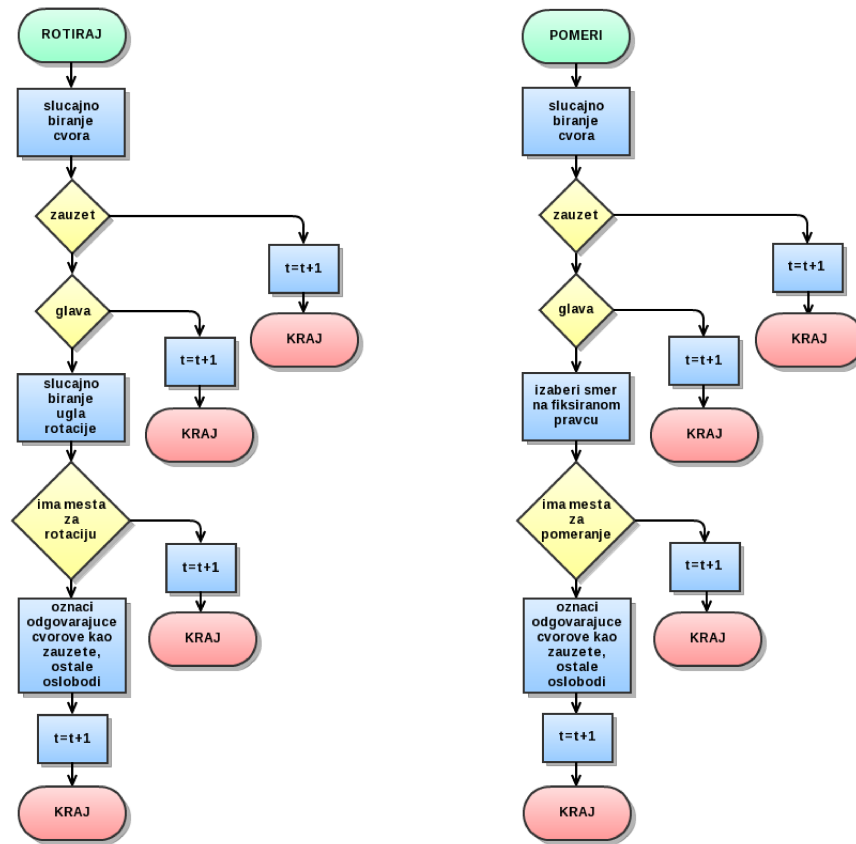 ROTIRAJ
slucajno
biranje
cvora
zauzet
t=t+1
KRAJ
glava
t=t+1
KRAJ
slucajno
biranje
ugla
rotacije
ima mesta
za
rotaciju
t=t+1
KRAJ
oznaci
odgovarajuce
cvorove kao
zauzete,
ostale
oslobodi
t=t+1
KRAJ
POMERI
slucajno
biranje
cvora
zauzet
t=t+1
KRAJ
glava
t=t+1
KRAJ
izaberi smer
na fiksiranom
pravcu
ima mesta
za
pomeranje
t=t+1
KRAJ
oznaci
odgovarajuce
cvorove kao
zauzete,
ostale
oslobodi
t=t+1
KRAJ